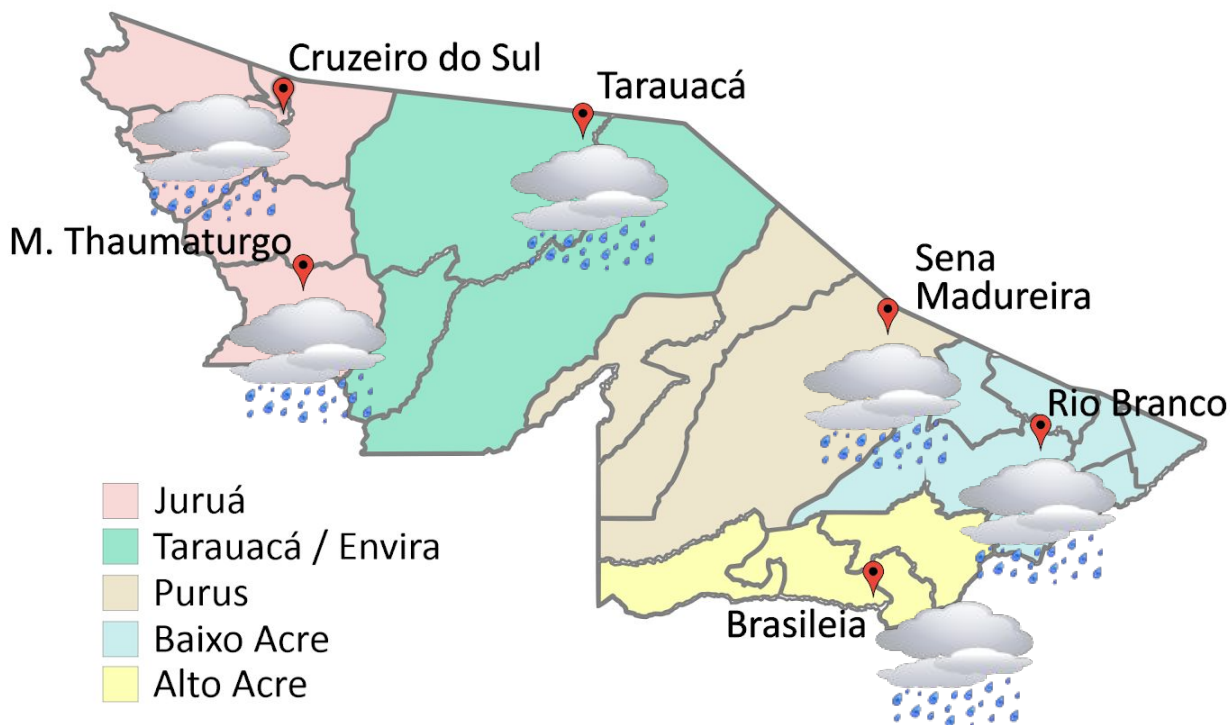 Cruzeiro do Sul
Tarauacá
M. Thaumaturgo
Sena
Madureira
Rio Branco
Brasileia
Juruá
Tarauacá / Envira
Purus
Baixo Acre
Alto Acre